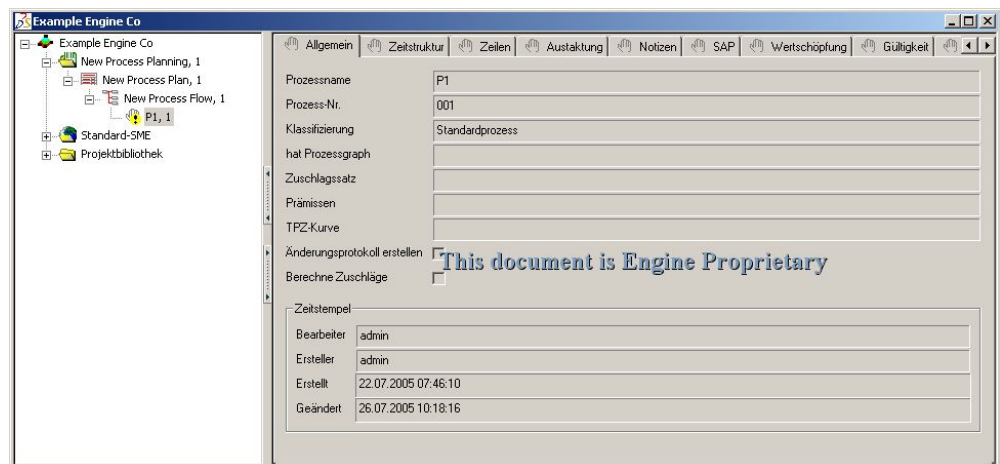 Example Engine Co
Example Engine Co
New Process Planning, 1
New Process Plan, 1
New Process Flow, 1
P1, 1
Standard-SME
Projektbibliothek
Allgemein Zeitstruktur Zeilen Austaktung Notizen SAP Wertschöpfung Gültigkeit
Prozessname P1
Prozess-Nr. 001
Klassifizierung Standardprozess
hat Prozessgraph
Zuschlagssatz
Prämissen
TPZ-Kurve
Änderungsprotokoll erstellen
This document is Engine Proprietary
Berechne Zuschläge
Zeitstempel
Bearbeiter admin
Ersteller admin
Erstellt 22.07.2005 07:46:10
Geändert 26.07.2005 10:18:16